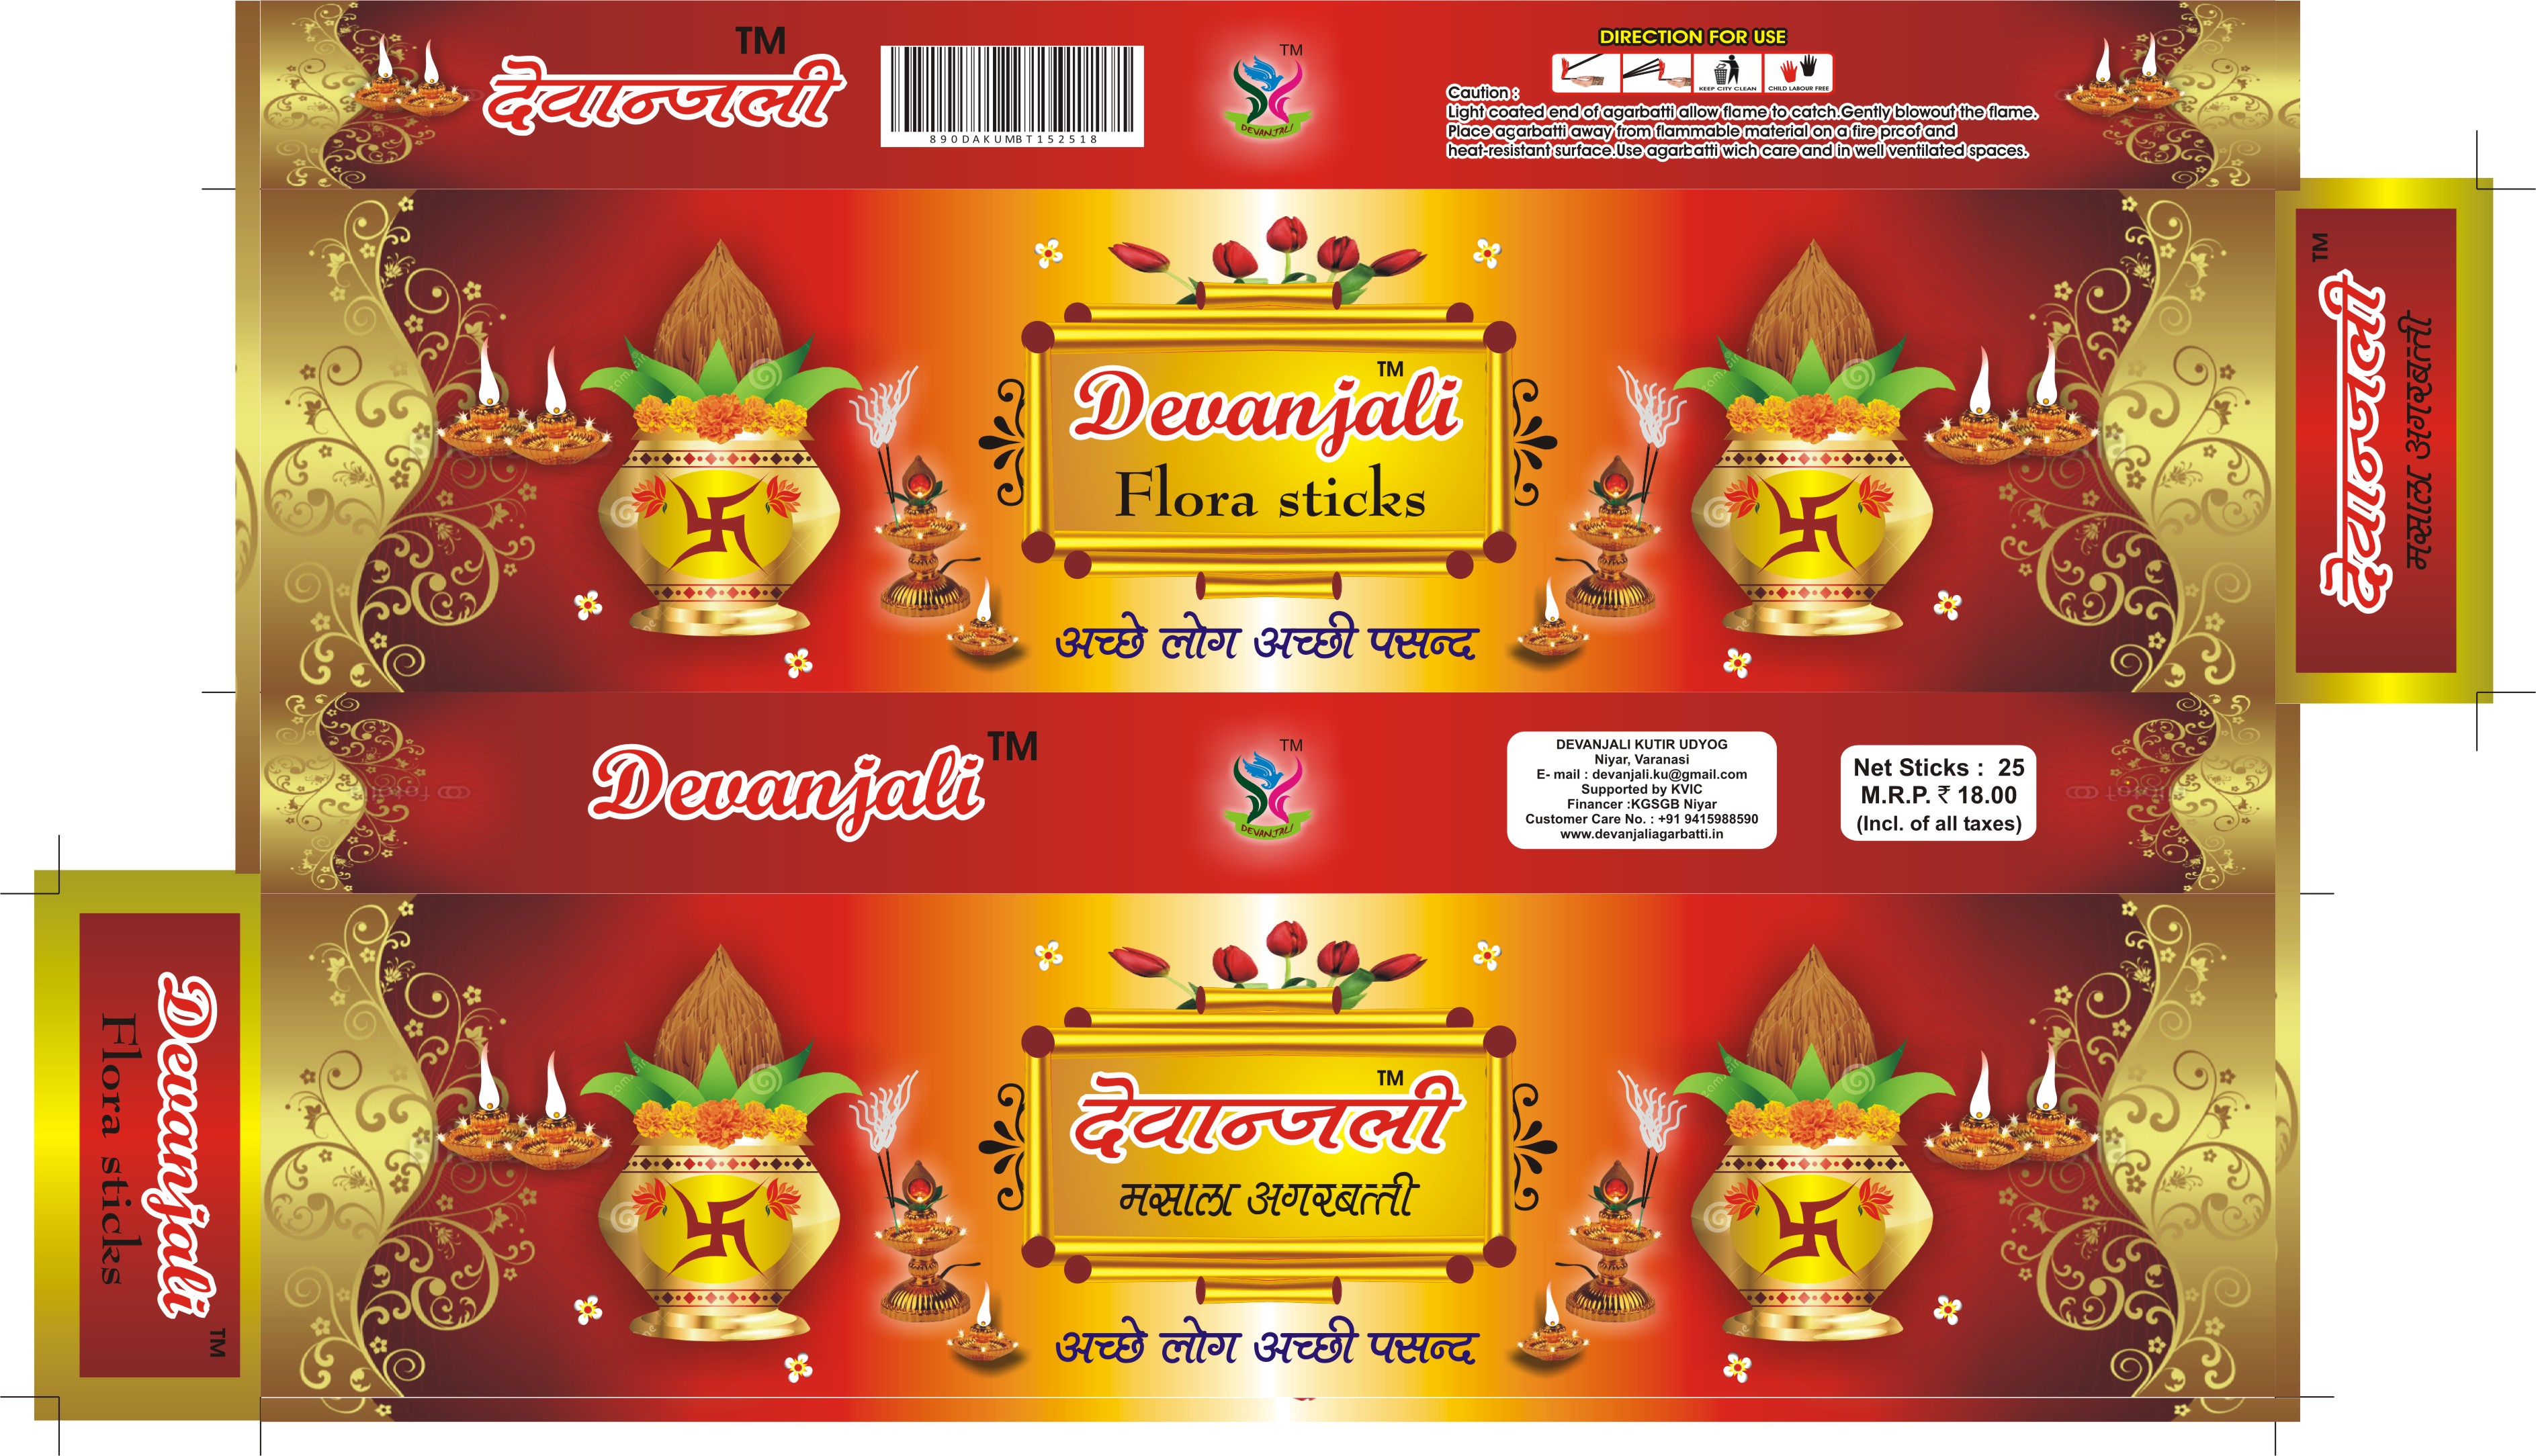 TM
देवान्जली
890DAKUMBT152518
TM
DEVANJALI
DIRECTION FOR USE
KEEP CITY CLEAN
CHILD LABOUR FREE
Caution :
Light coated end of agarbatti allow flame to catch.Gently blowout the flame.
Place agarbatti away from flammable material on a fire prcof and
heat-resistant surface.Use agarbatti wich care and in well ventilated spaces.
TM
Devanjali
Flora sticks
अच्छे लोग अच्छी पसन्द
TM
देवान्जली
मसाला अगरबत्ती
Devanjali TM
TM
DEVANJALI
DEVANJALI KUTIR UDYOG
Niyar, Varanasi
E- mail : devanjali.ku@gmail.com
Supported by KVIC
Financer :KGSGB Niyar
Customer Care No. : +91 9415988590
www.devanjaliagarbatti.in
Net Sticks : 25
M.R.P. ₹ 18.00
(Incl. of all taxes)
Devanjali TM
Flora sticks
TM
देवान्जली
मसाला अगरबत्ती
अच्छे लोग अच्छी पसन्द